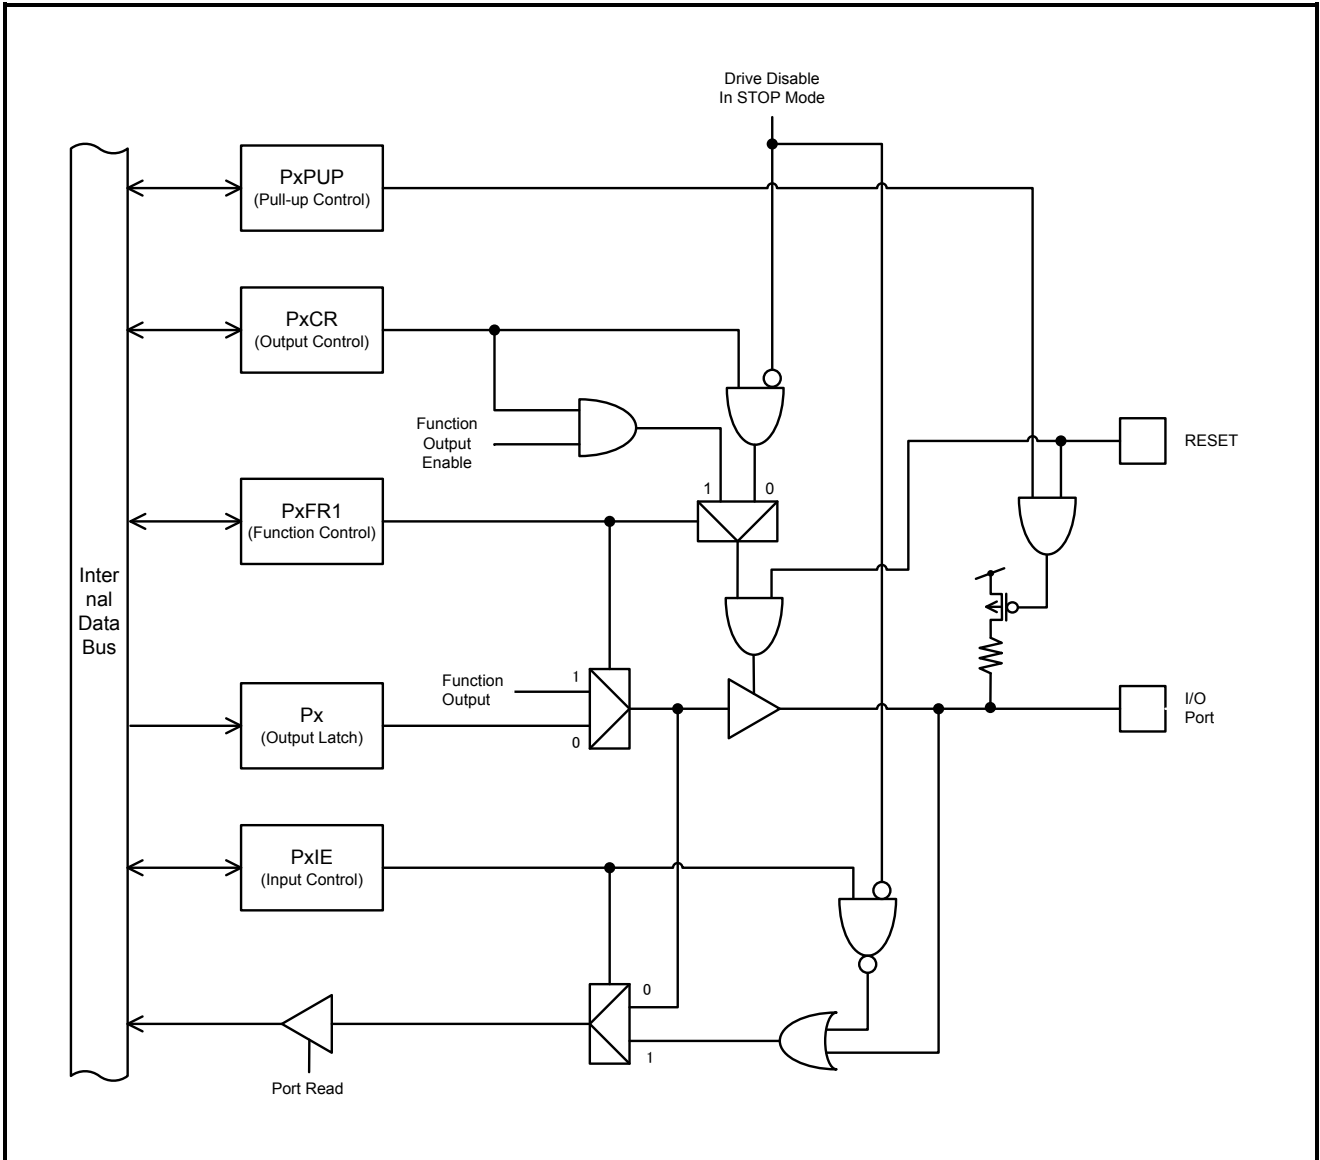 Drive Disable
In STOP Mode
PxPUP
(Pull-up Control)
PxCR
(Output Control)
Function
Output
Enable
RESET
1
0
PxFR1
(Function Control)
Inter
nal
Data
Bus
Function
Output
1
0
Px
(Output Latch)
I/O
Port
PxIE
(Input Control)
0
1
Port Read